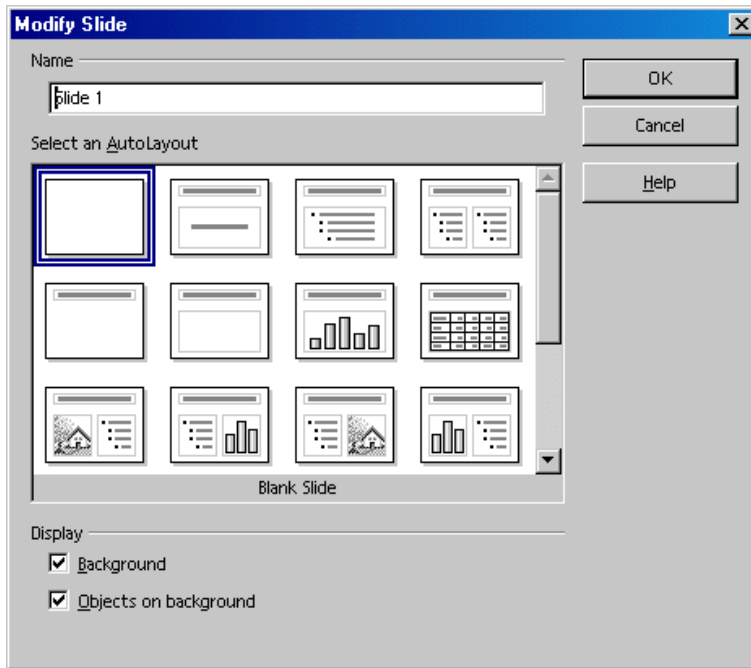 Modify Slide
Name
Slide 1
Select an AutoLayout
Blank Slide
Display
Background
Objects on background
OK
Cancel
Help